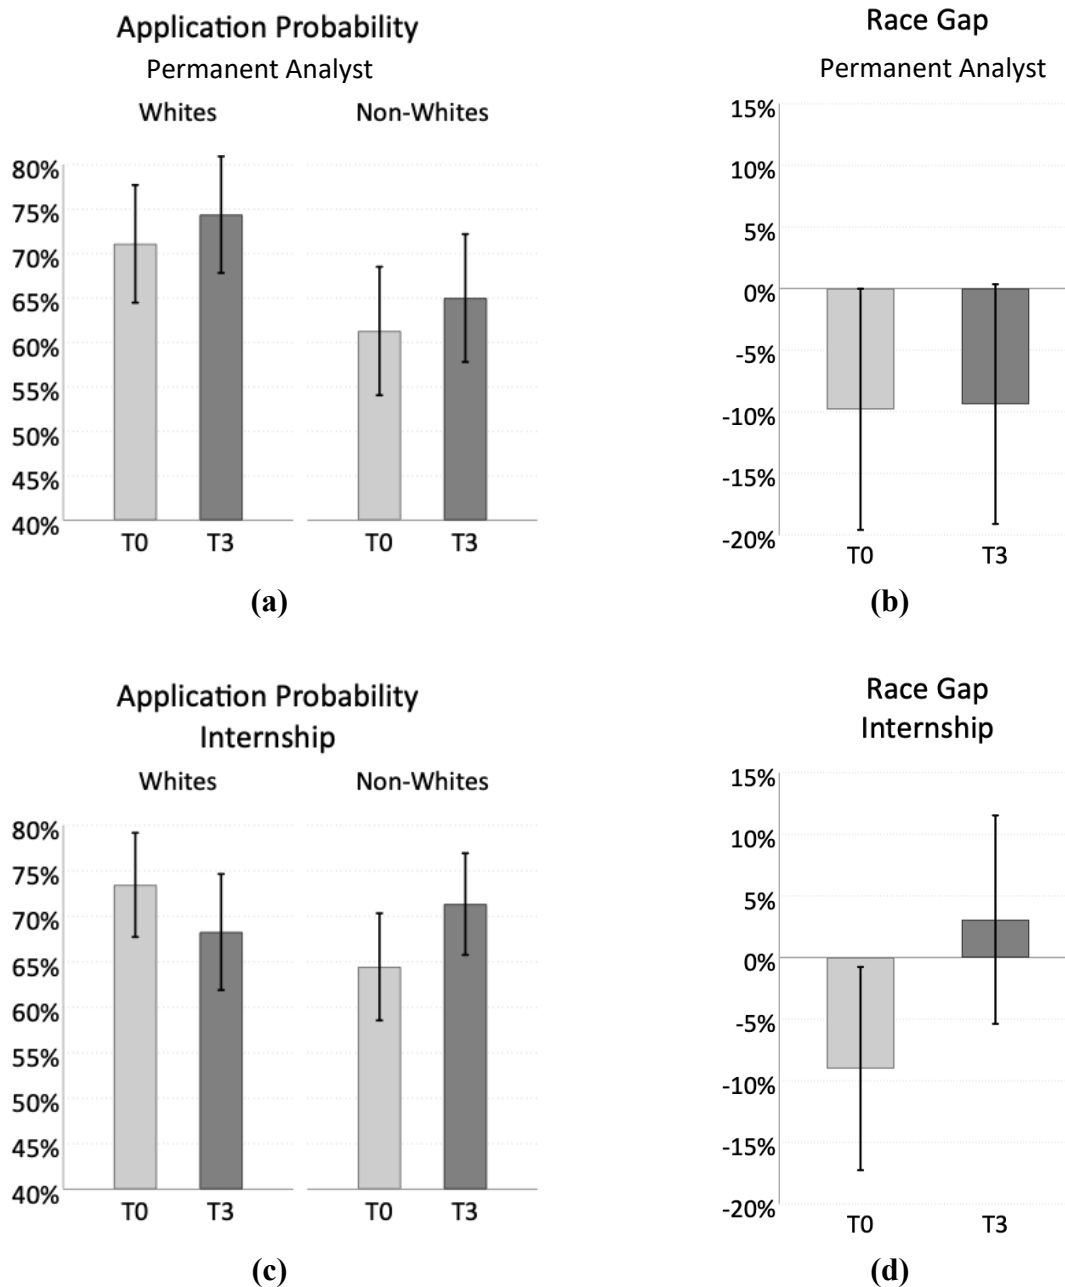 Application Probability
Permanent Analyst
Whites Non-Whites
80%
75%
70%
65%
60%
55%
50%
45%
40%
T0 T3 T0 T3
(a)
Race Gap
Permanent Analyst
15%
10%
5%
0%
-5%
-10%
-15%
-20%
T0 T3
(b)
Application Probability
Internship
Whites Non-Whites
80%
75%
70%
65%
60%
55%
50%
45%
40%
T0 T3 T0 T3
(c)
Race Gap
Internship
15%
10%
5%
0%
-5%
-10%
-15%
-20%
T0 T3
(d)